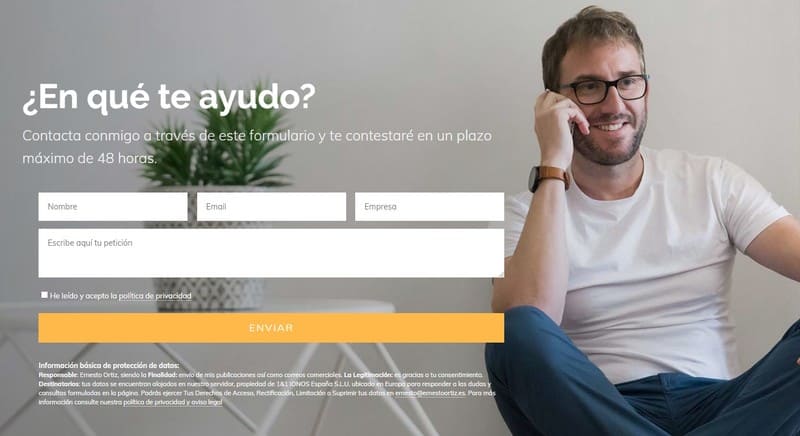 ¿En qué te ayudo?
Contacta conmigo a través de este formulario y te contestaré en un plazo
máximo de 48 horas.
Nombre
Email
Empresa
Escribe aquí tu petición
He leído y acepto la política de privacidad
ENVIAR
Información básica de protección de datos:
Responsable: Ernesto Ortiz, siendo la Finalidad: envío de mis publicaciones así como correos comerciales. La Legitimación: es gracias a tu consentimiento.
Destinatarios: tus datos se encuentran alojados en nuestro servidor, propiedad de 1&1 IONOS España S.L.U. ubicado en Europa para responder a las dudas y
consultas formuladas en la página. Podrás ejercer Tus Derechos de Acceso, Rectificación, Limitación o Suprimir tus datos en ernesto@ernestoortiz.es. Para más
información consulte nuestra política de privacidad y aviso legal